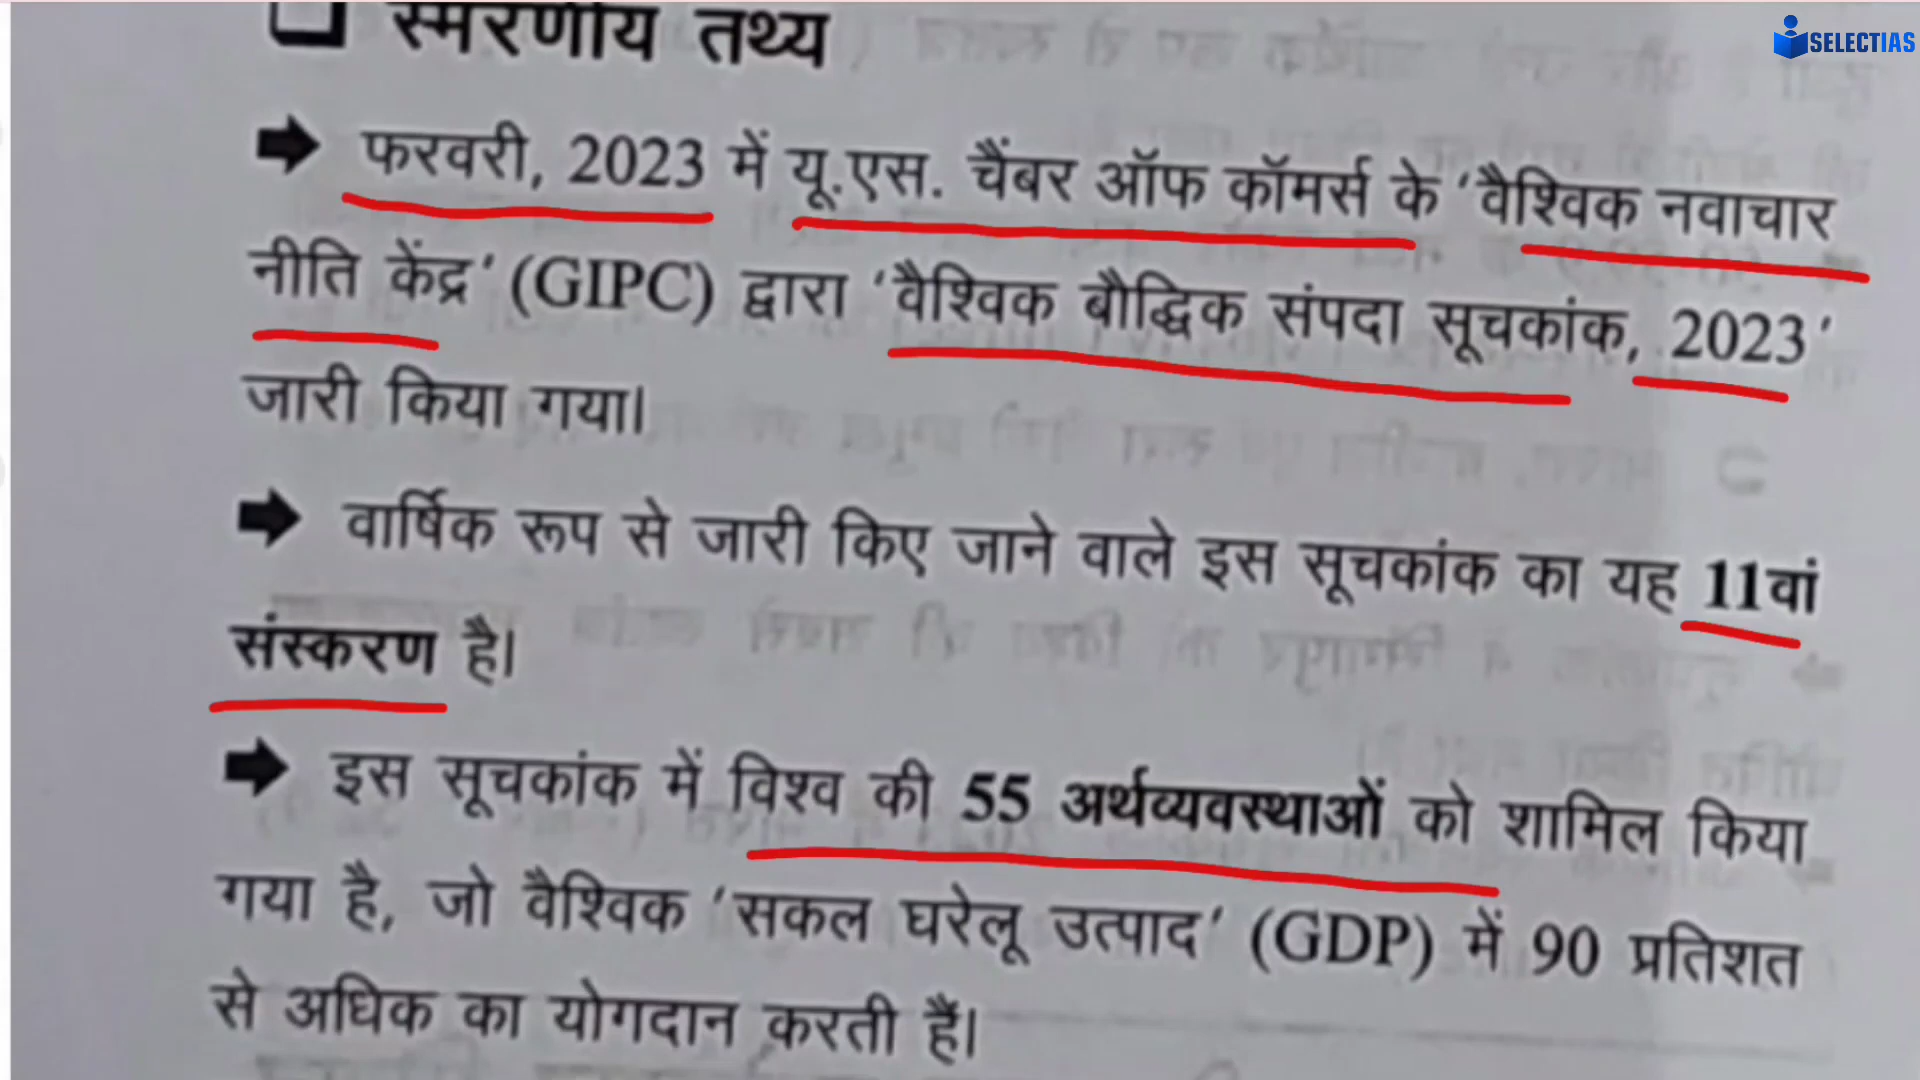 स्मरणीय तथ्य
SELECTIAS
फरवरी, 2023 में यू.एस. चैंबर ऑफ कॉमर्स के ‘वैश्विक नवाचार
नीति केंद्र’ (GIPC) द्वारा ‘वैश्विक बौद्धिक संपदा सूचकांक, 2023’
जारी किया गया।
वार्षिक रूप से जारी किए जाने वाले इस सूचकांक का यह 11वां
संस्करण है।
इस सूचकांक में विश्व की 55 अर्थव्यवस्थाओं को शामिल किया
गया है, जो वैश्विक ‘सकल घरेलू उत्पाद’ (GDP) में 90 प्रतिशत
से अधिक का योगदान करती हैं।